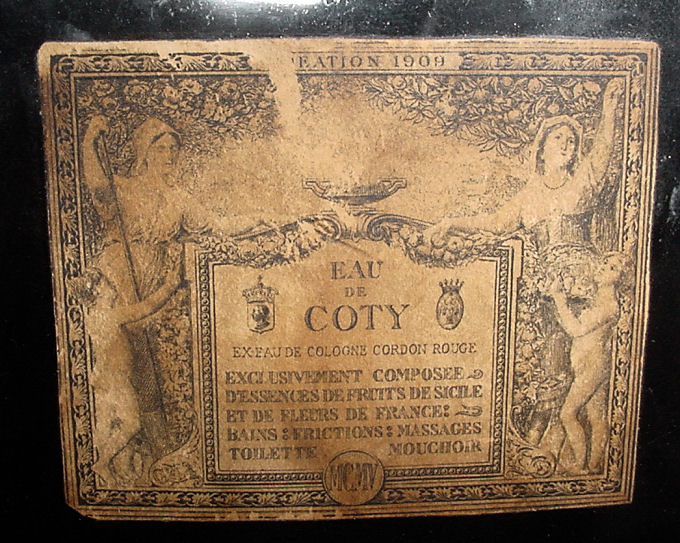 EATION 1909
EAU
DE
COTY
EX-EAU DE COLOGNE CORDON ROUGE
EXCLUSIVEMENT COMPOSEE
D'ESSENCES DE FRUITS DE SICILE
ET DE FLEURS DE FRANCE:
BAINS : FRICTIONS : MASSAGES
TOILETTE MOUCHOIR
MCMV